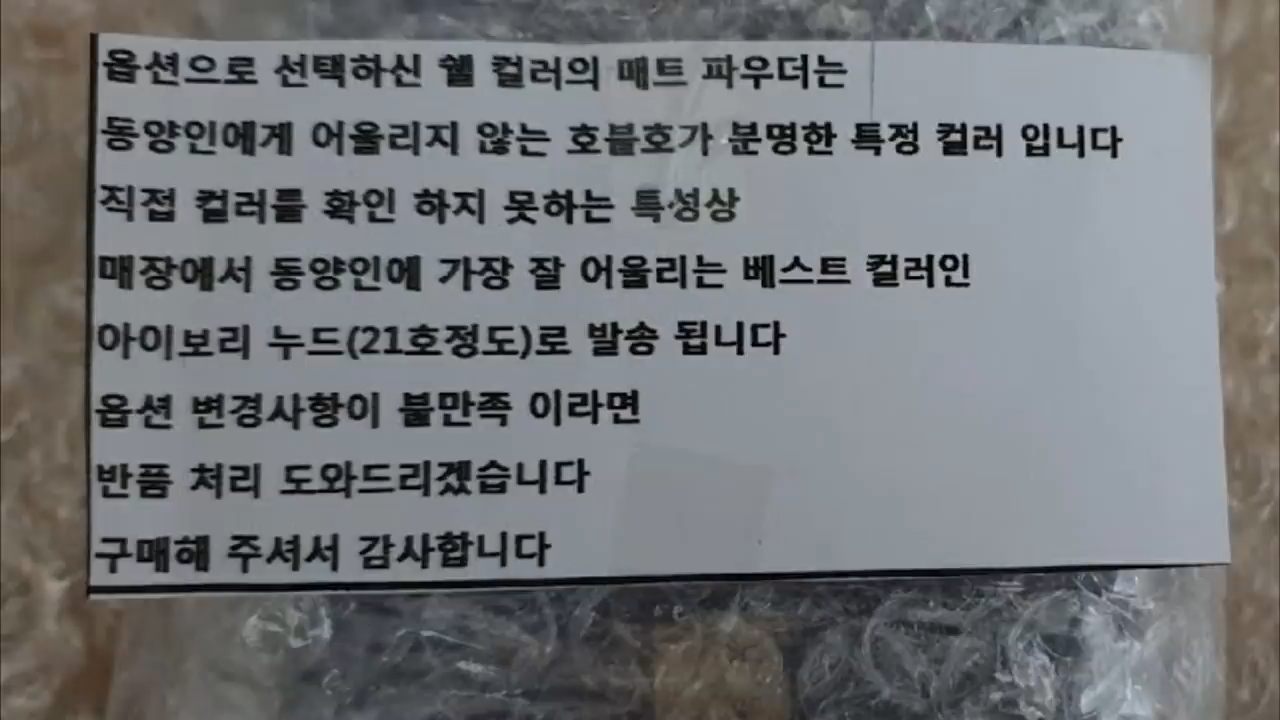 옵션으로 선택하신 쉘 컬러의 매트 파우더는
동양인에게 어울리지 않는 호불호가 분명한 특정 컬러 입니다
직접 컬러를 확인 하지 못하는 특성상
매장에서 동양인에 가장 잘 어울리는 베스트 컬러인
아이보리 누드(21호정도)로 발송 됩니다
옵션 변경사항이 불만족 이라면
반품 처리 도와드리겠습니다
구매해 주셔서 감사합니다